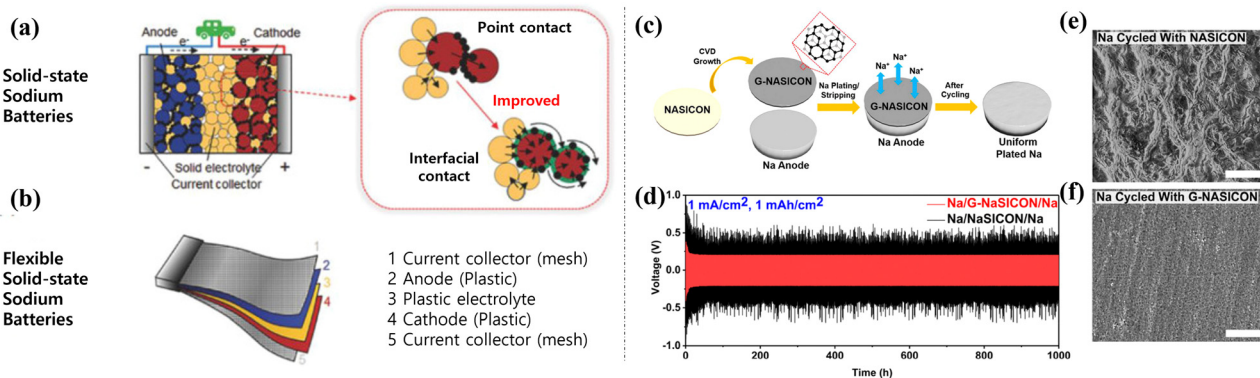 (a)
Solid-state
Sodium
Batteries
Anode
Cathode
e-
e-
-
+
Solid electrolyte
Current collector
Point contact
Improved
Interfacial
contact
(b)
Flexible
Solid-state
Sodium
Batteries
1
2
3
4
5
1 Current collector (mesh)
2 Anode (Plastic)
3 Plastic electrolyte
4 Cathode (Plastic)
5 Current collector (mesh)
(c)
NASICON
CVD
Growth
G-NASICON
Na Anode
Na Plating/
Stripping
Na+
Na+
Na+
G-NASICON
Na Anode
After
Cycling
Uniform
Plated Na
(d)
1 mA/cm2, 1 mAh/cm2
Na/G-NaSICON/Na
Na/NaSICON/Na
Voltage (V)
1.0
0.5
0.0
-0.5
-1.0
0
200
400
600
800
1000
Time (h)
(e)
Na Cycled With NASICON
(f)
Na Cycled With G-NASICON